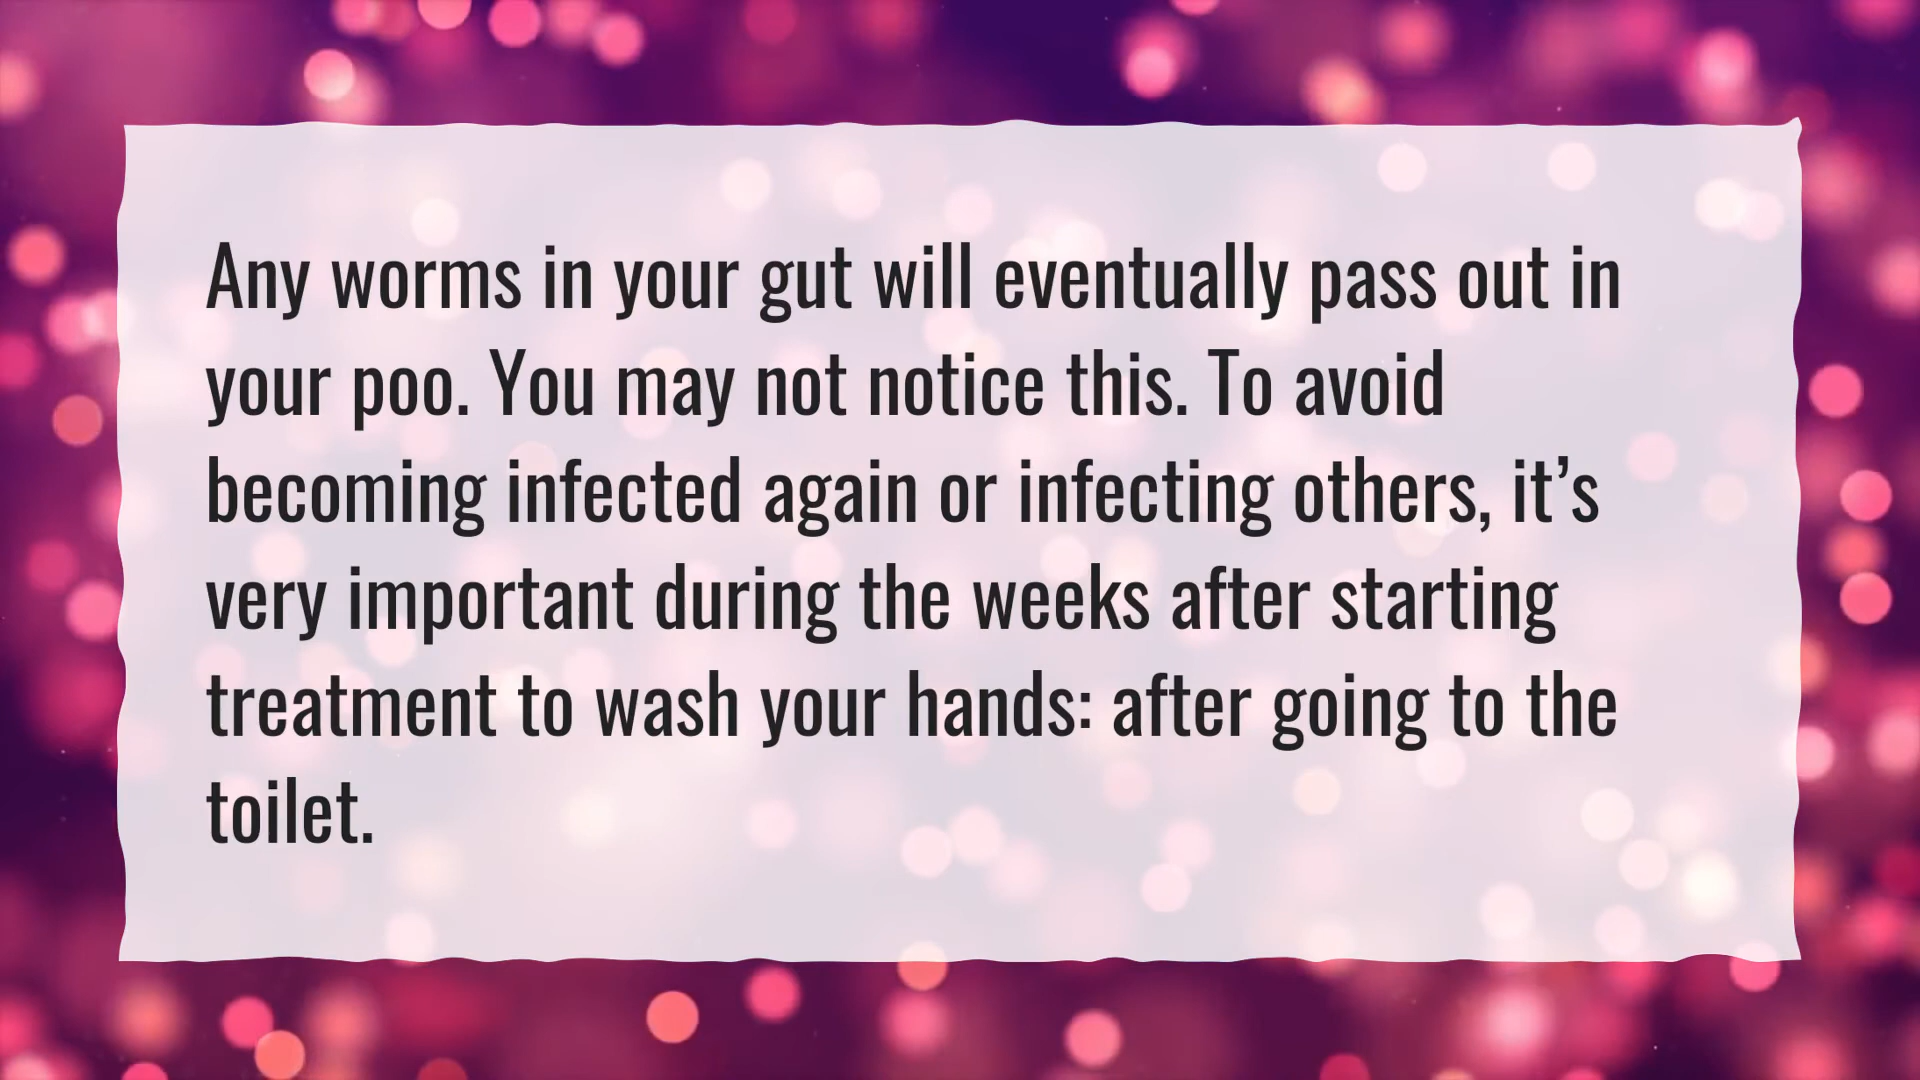 Any worms in your gut will eventually pass out in
your poo. You may not notice this. To avoid
becoming infected again or infecting others, it’s
very important during the weeks after starting
treatment to wash your hands: after going to the
toilet.